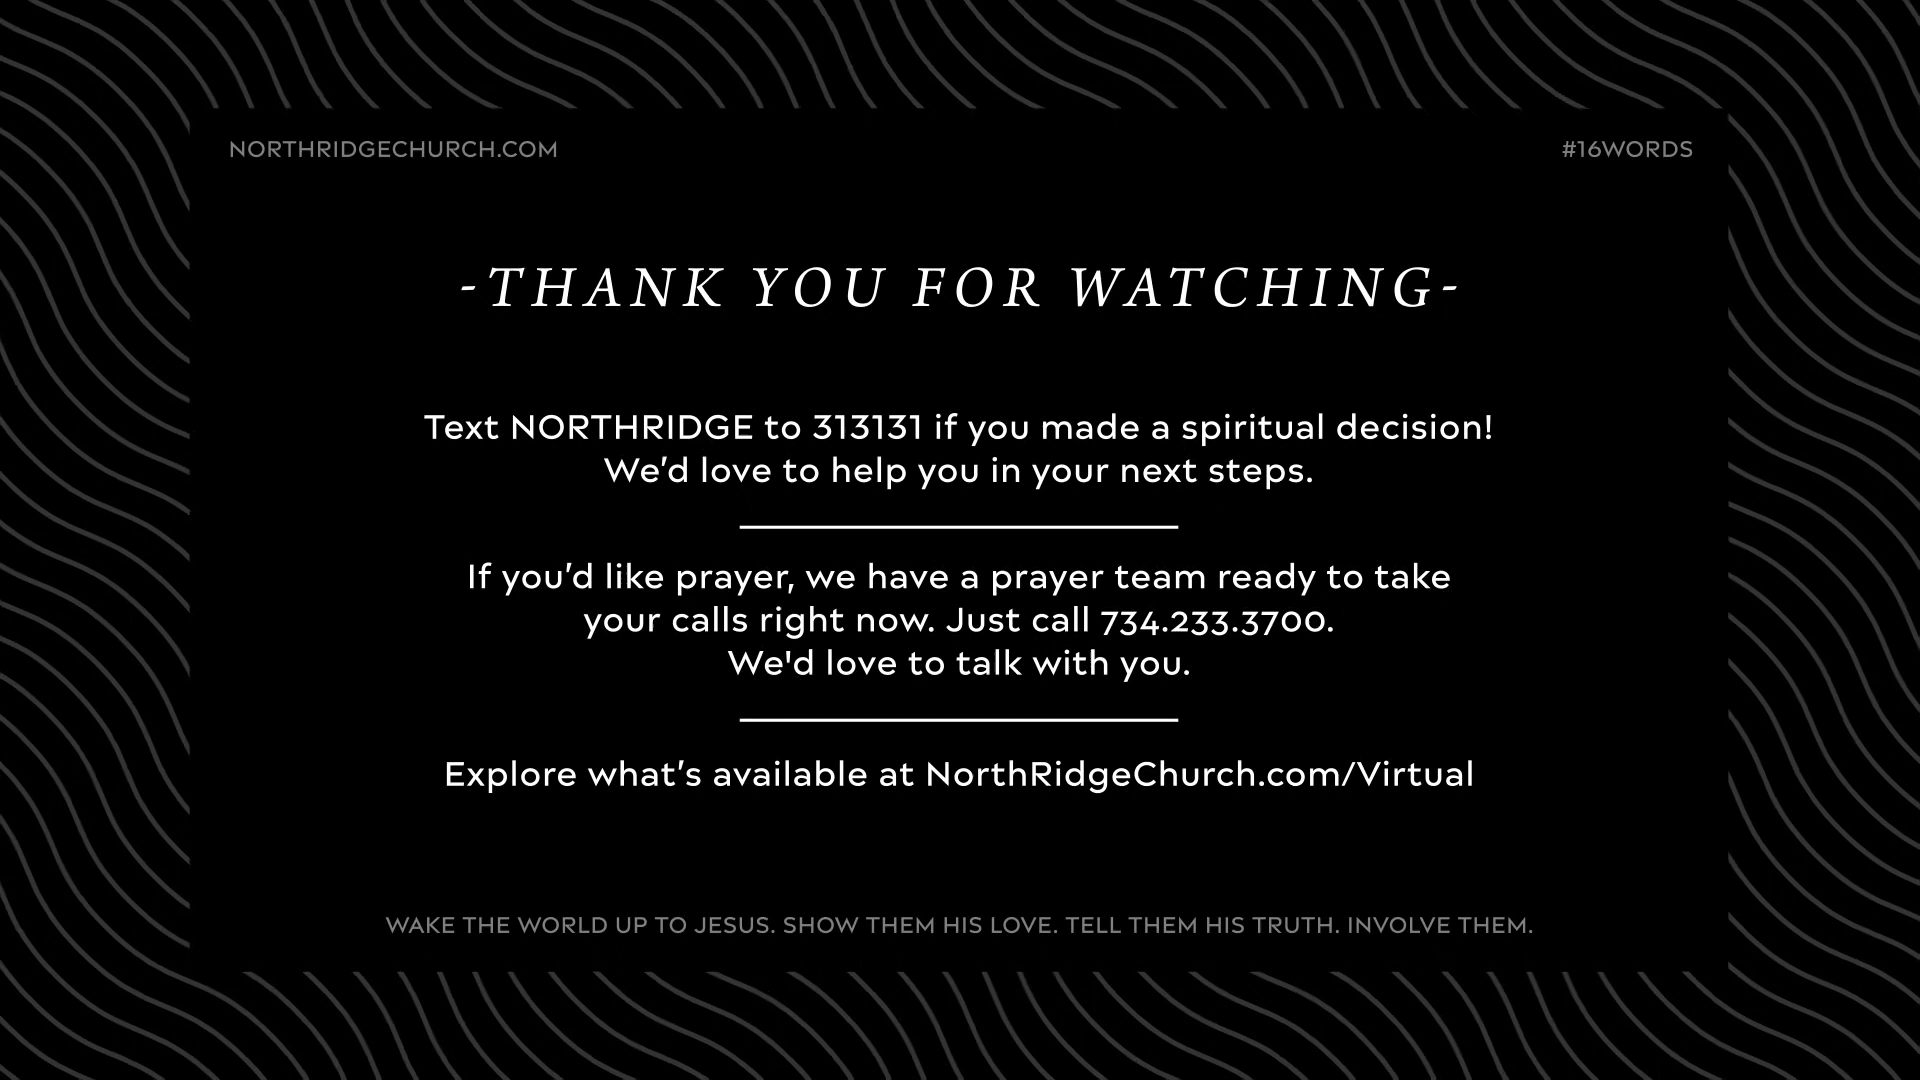 NORTHRIDGECHURCH.COM
#16WORDS
-THANK YOU FOR WATCHING-
Text NORTHRIDGE to 313131 if you made a spiritual decision!
We’d love to help you in your next steps.
If you’d like prayer, we have a prayer team ready to take
your calls right now. Just call 734.233.3700.
We'd love to talk with you.
Explore what’s available at NorthRidgeChurch.com/Virtual
WAKE THE WORLD UP TO JESUS. SHOW THEM HIS LOVE. TELL THEM HIS TRUTH. INVOLVE THEM.